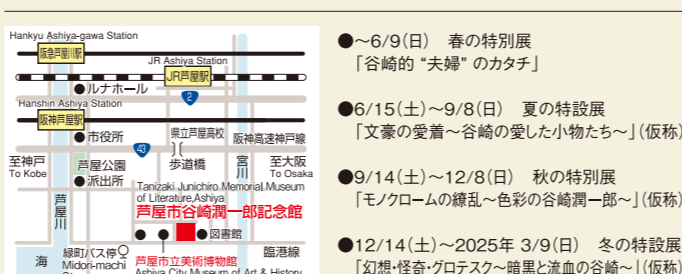 Hankyu Ashiya-gawa Station
阪急芦屋川駅
JR Ashiya Station
JR芦屋駅
●ルナホール
2
Hanshin Ashiya Station
阪神芦屋駅
●市役所
43
県立芦屋高校
阪神高速神戸線
至神戸
To Kobe
芦屋公園
●派出所
歩道橋
宮川
至大阪
To Osaka
Tanizaki Junichiro Memorial Museum
of Literature,Ashiya
芦屋市谷崎潤一郎記念館
●図書館
芦屋川
海
緑町バス停
Midori-machi
芦屋市立美術博物館
Ashiya City Museum of Art & History
臨港線
●～6/9(日) 春の特別展
「谷崎的 “夫婦” のカタチ」
●6/15(土)～9/8(日) 夏の特設展
「文豪の愛着～谷崎の愛した小物たち～」(仮称)
●9/14(土)～12/8(日) 秋の特別展
「モノクロームの繚乱～色彩の谷崎潤一郎～」(仮称)
●12/14(土)～2025年 3/9(日) 冬の特設展
「幻想・怪奇・グロテスク～暗黒と流血の谷崎～」(仮称)